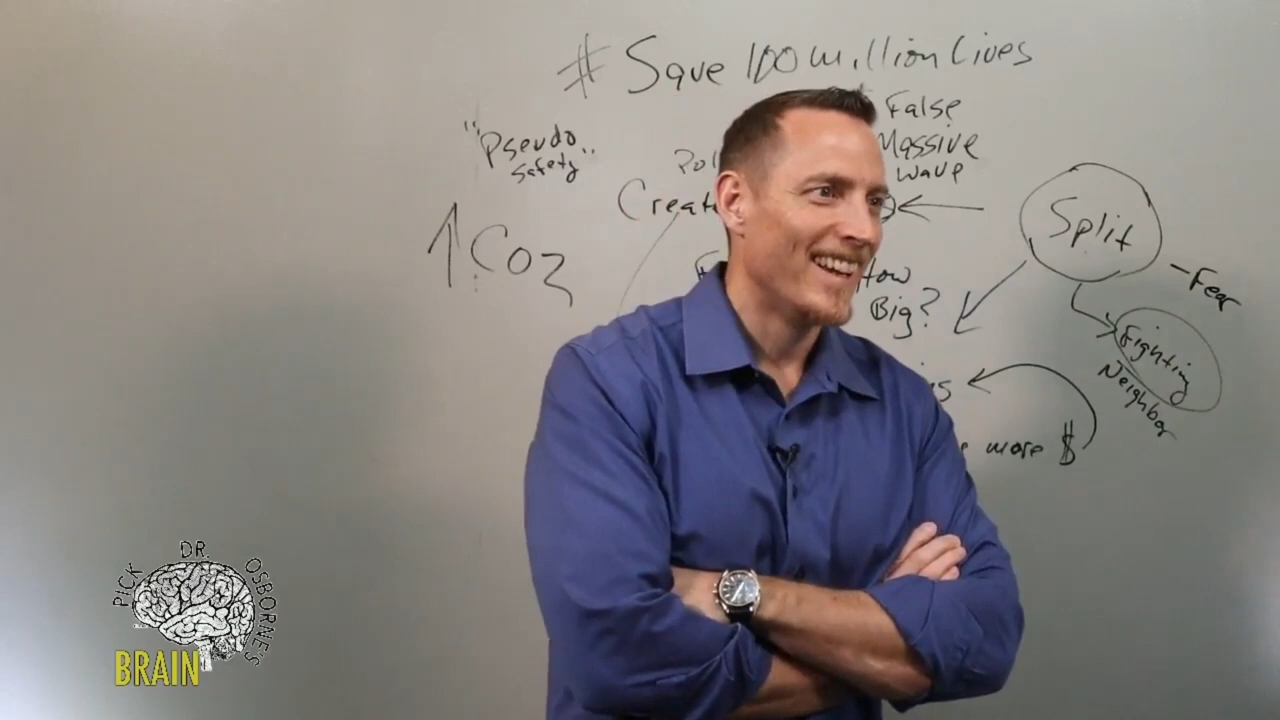 # Save 100 million Lives
False
Massive
wave
"Pseudo
safety"
↑ CO2
Split
How
Big?
- Fear
Fighting
Neighbor
more $
PICK DR. OSBORNE'S
BRAIN